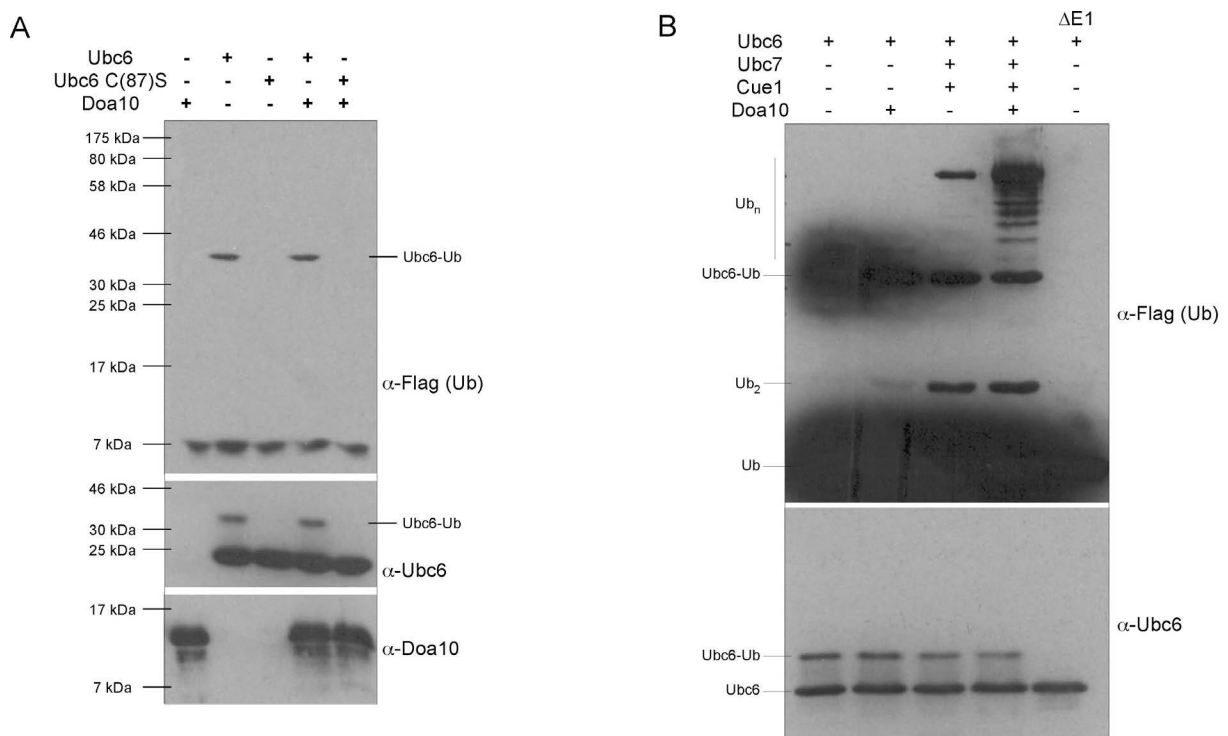 A
Ubc6 - + - + -
Ubc6 C(87)S - - + - +
Doa10 + - - + +
175 kDa
80 kDa
58 kDa
46 kDa
Ubc6-Ub
30 kDa
25 kDa
17 kDa
α-Flag (Ub)
7 kDa
46 kDa
Ubc6-Ub
30 kDa
25 kDa
α-Ubc6
17 kDa
α-Doa10
7 kDa
B
ΔE1
Ubc6 + + + + +
Ubc7 - - + + -
Cue1 - - + + -
Doa10 - + - + -
Ubn
Ubc6-Ub
α-Flag (Ub)
Ub2
Ub
α-Ubc6
Ubc6-Ub
Ubc6